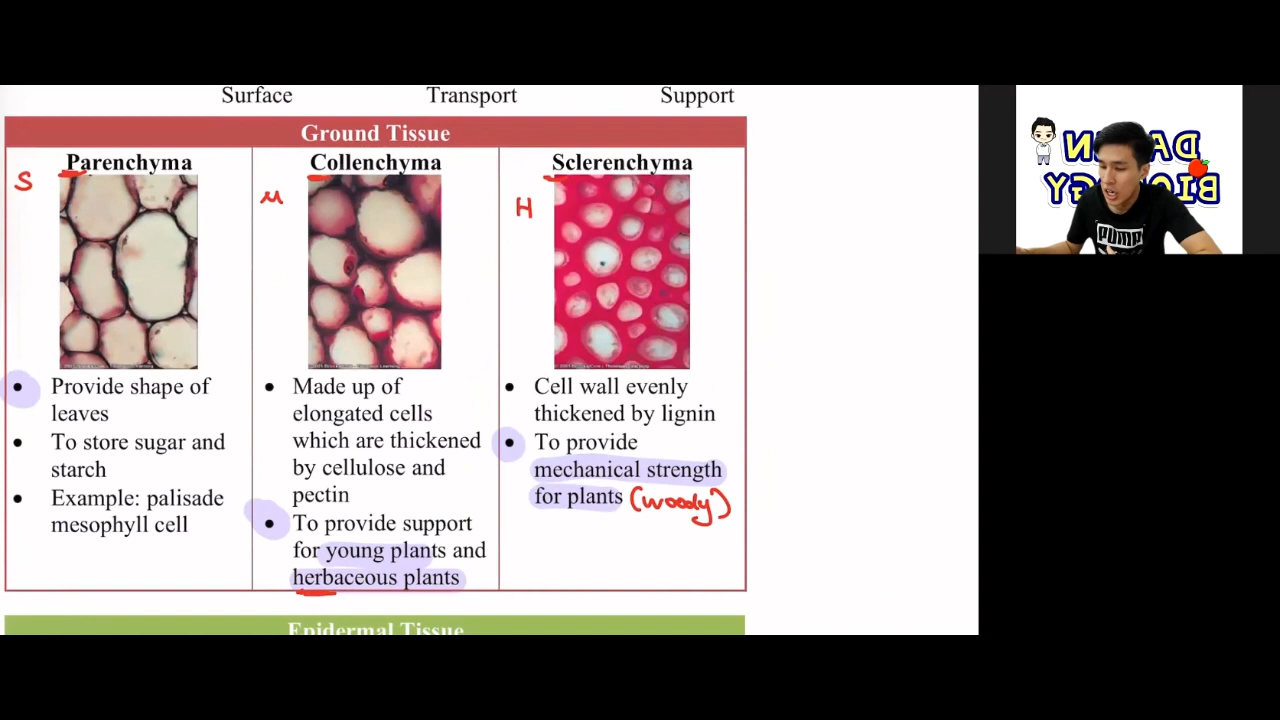 Surface Transport Support
Ground Tissue
Parenchyma
Collenchyma
Sclerenchyma
S
M
H
Provide shape of
leaves
To store sugar and
starch
Example: palisade
mesophyll cell
Made up of
elongated cells
which are thickened
by cellulose and
pectin
To provide support
for young plants and
herbaceous plants
Cell wall evenly
thickened by lignin
To provide
mechanical strength
for plants (woody)
Epidermal Tissue
PUMP